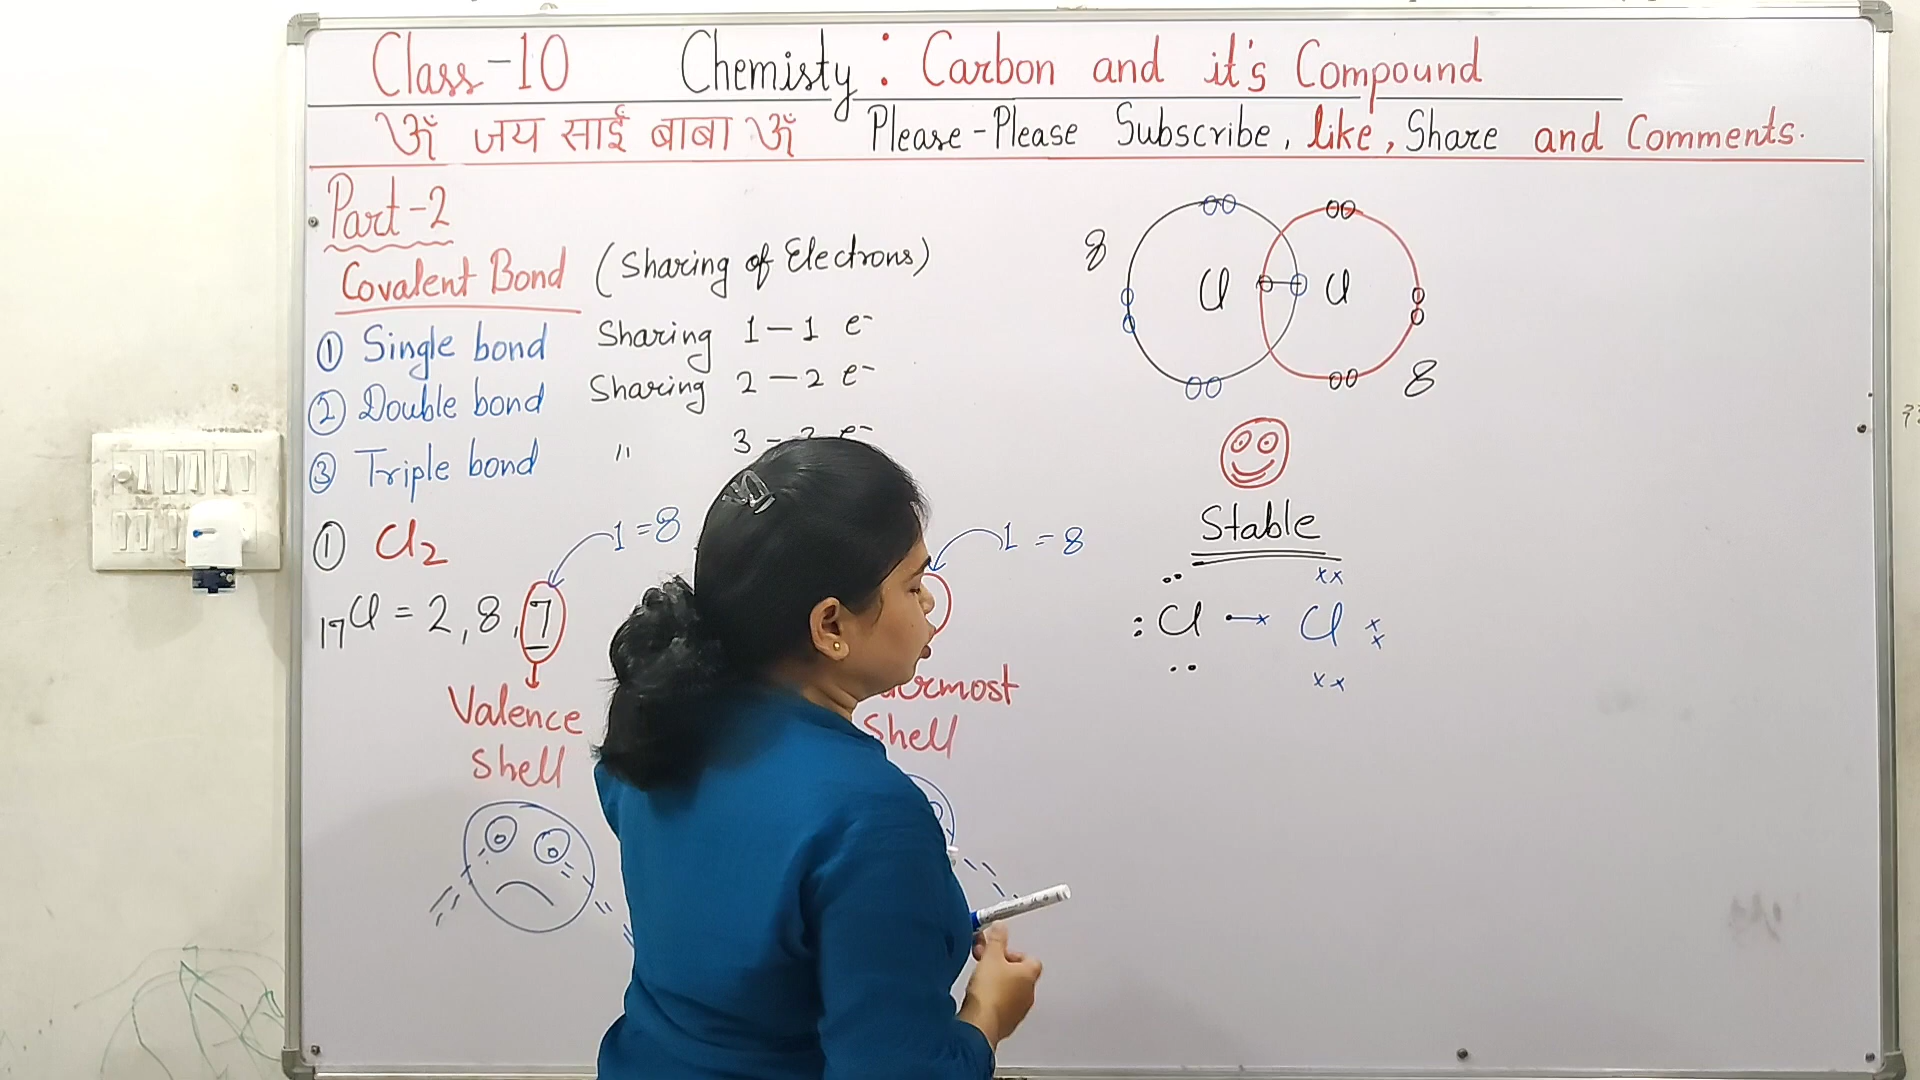 Class-10 Chemisty : Carbon and it's Compound
ॐ जय साईं बाबा ॐ Please-Please Subscribe, like, Share and Comments.
Part-2
Covalent Bond (Sharing of Electrons)
① Single bond Sharing 1-1 e⁻
② Double bond Sharing 2-2 e⁻
③ Triple bond " 3-3 e⁻
① Cl₂
1=8
1=8
₁₇Cl = 2,8,7
Valence
Shell
Shell
8
Cl Cl
8
Stable
Cl Cl